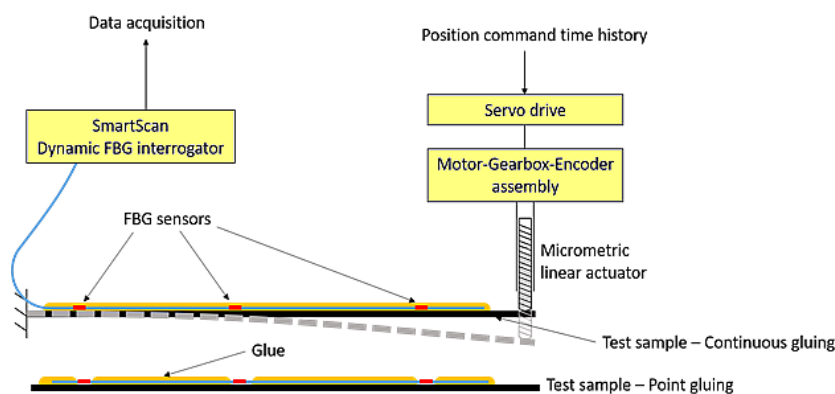 Data acquisition
Position command time history
SmartScan
Dynamic FBG interrogator
Servo drive
Motor-Gearbox-Encoder
assembly
FBG sensors
Micrometric
linear actuator
Test sample – Continuous gluing
Glue
Test sample – Point gluing